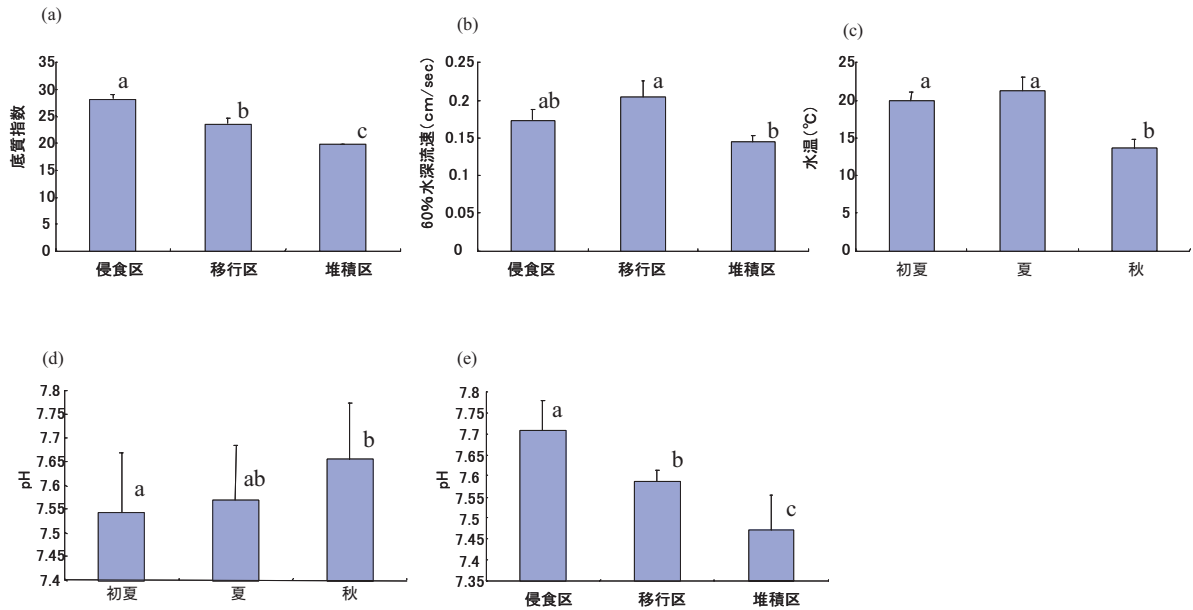 (a)
底質指数
35
30
25
20
15
10
5
0
a
b
c
侵食区
移行区
堆積区
(b)
60%水深流速(cm/sec)
0.25
0.2
0.15
0.1
0.05
0
ab
a
b
侵食区
移行区
堆積区
(c)
水温(℃)
25
20
15
10
5
0
a
a
b
初夏
夏
秋
(d)
pH
7.8
7.75
7.7
7.65
7.6
7.55
7.5
7.45
7.4
a
ab
b
初夏
夏
秋
(e)
pH
7.8
7.75
7.7
7.65
7.6
7.55
7.5
7.45
7.4
7.35
a
b
c
侵食区
移行区
堆積区